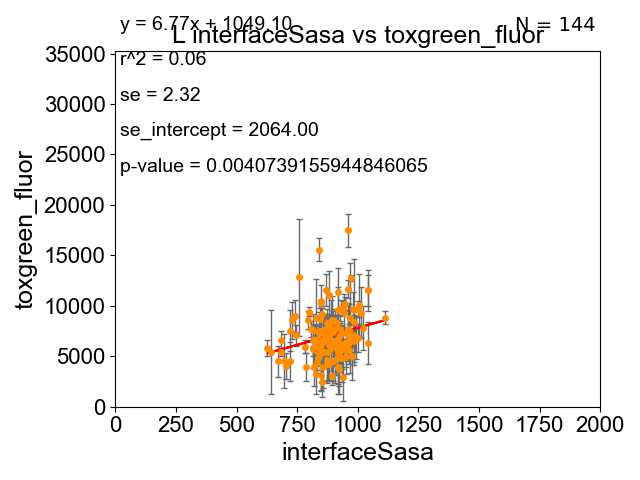 y = 6.77x + 1049.10
N = 144
L interfaceSasa vs toxgreen_fluor
r^2 = 0.06
se = 2.32
se_intercept = 2064.00
p-value = 0.0040739155944846065
toxgreen_fluor
35000
30000
25000
20000
15000
10000
5000
0
0 250 500 750 1000 1250 1500 1750 2000
interfaceSasa